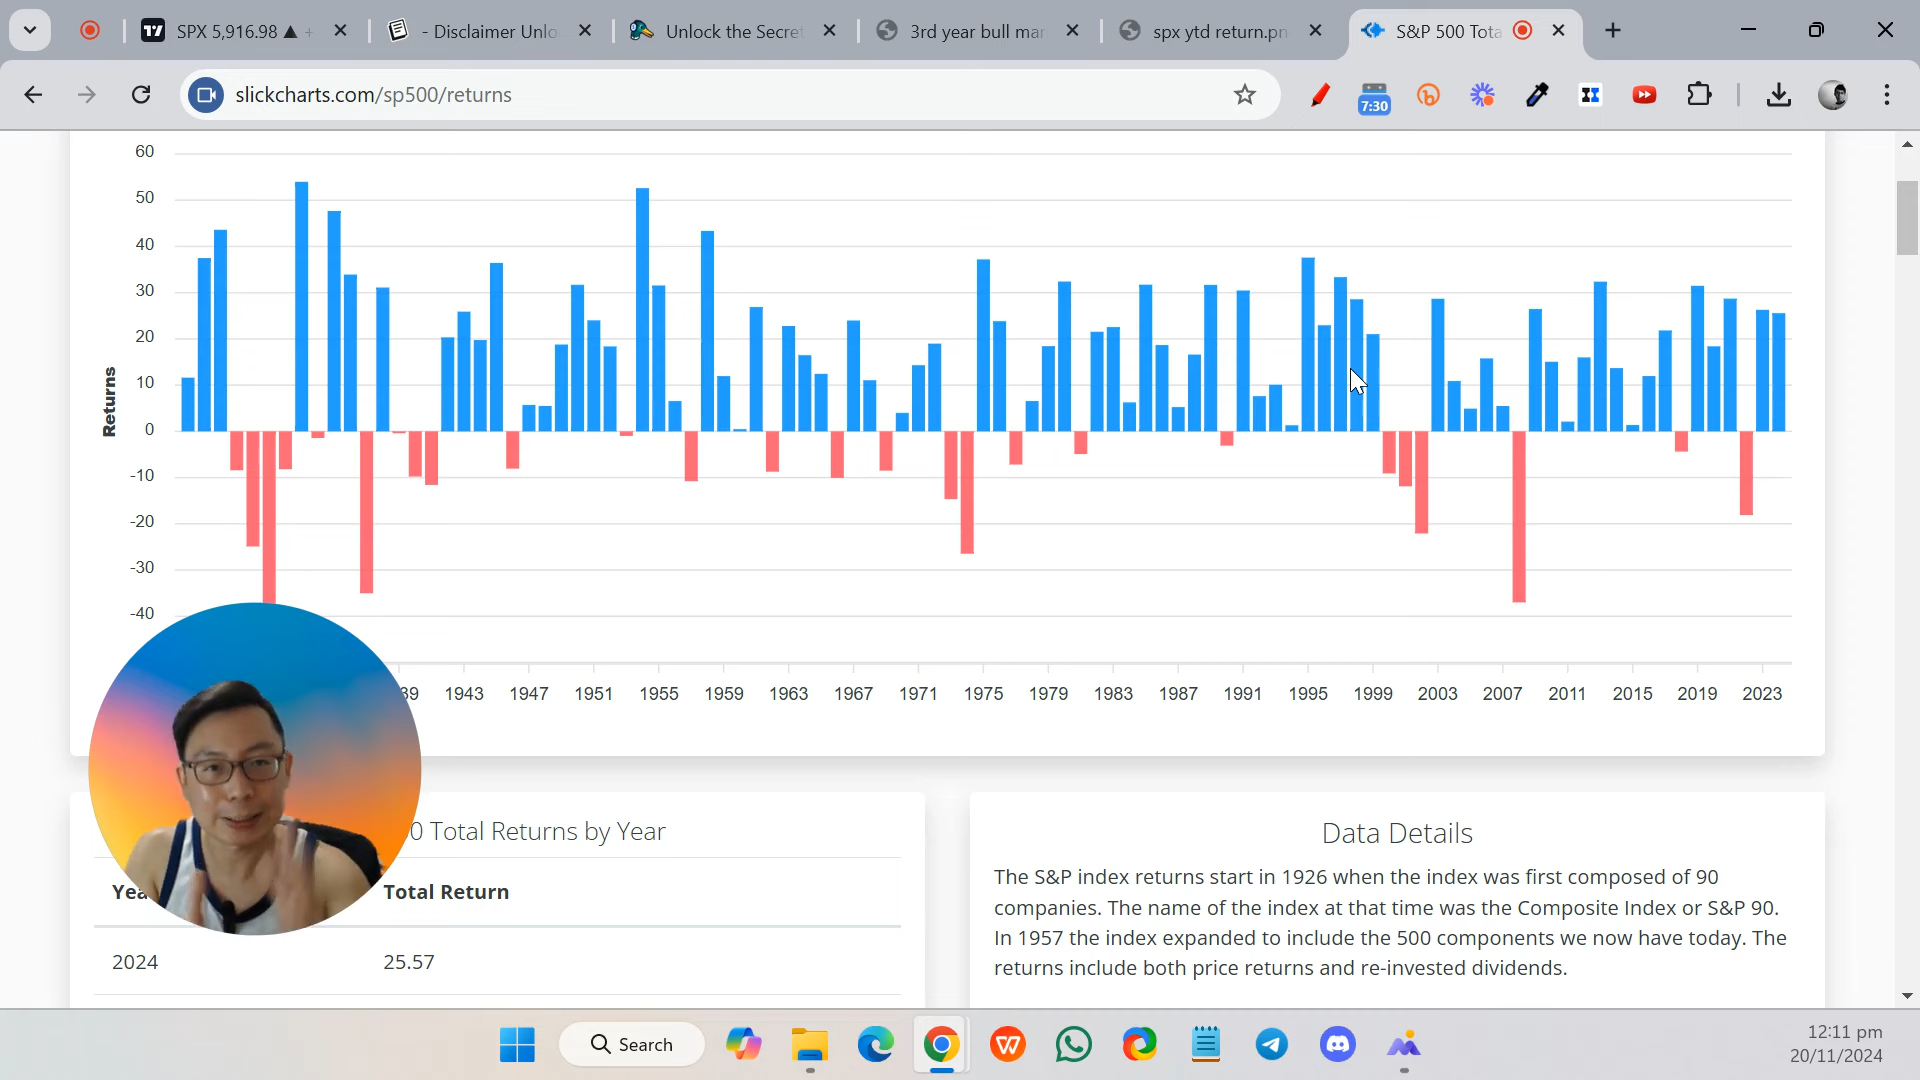 SPX 5,916.98 ▲ +
- Disclaimer Unlo
Unlock the Secret
3rd year bull mar
spx ytd return.pn
S&P 500 Tota
slickcharts.com/sp500/returns
7:30
60
50
40
30
20
10
0
-10
-20
-30
-40
Returns
39 1943 1947 1951 1955 1959 1963 1967 1971 1975 1979 1983 1987 1991 1995 1999 2003 2007 2011 2015 2019 2023
0 Total Returns by Year
Yea Total Return
2024 25.57
Data Details
The S&P index returns start in 1926 when the index was first composed of 90
companies. The name of the index at that time was the Composite Index or S&P 90.
In 1957 the index expanded to include the 500 components we now have today. The
returns include both price returns and re-invested dividends.
Search
12:11 pm
20/11/2024